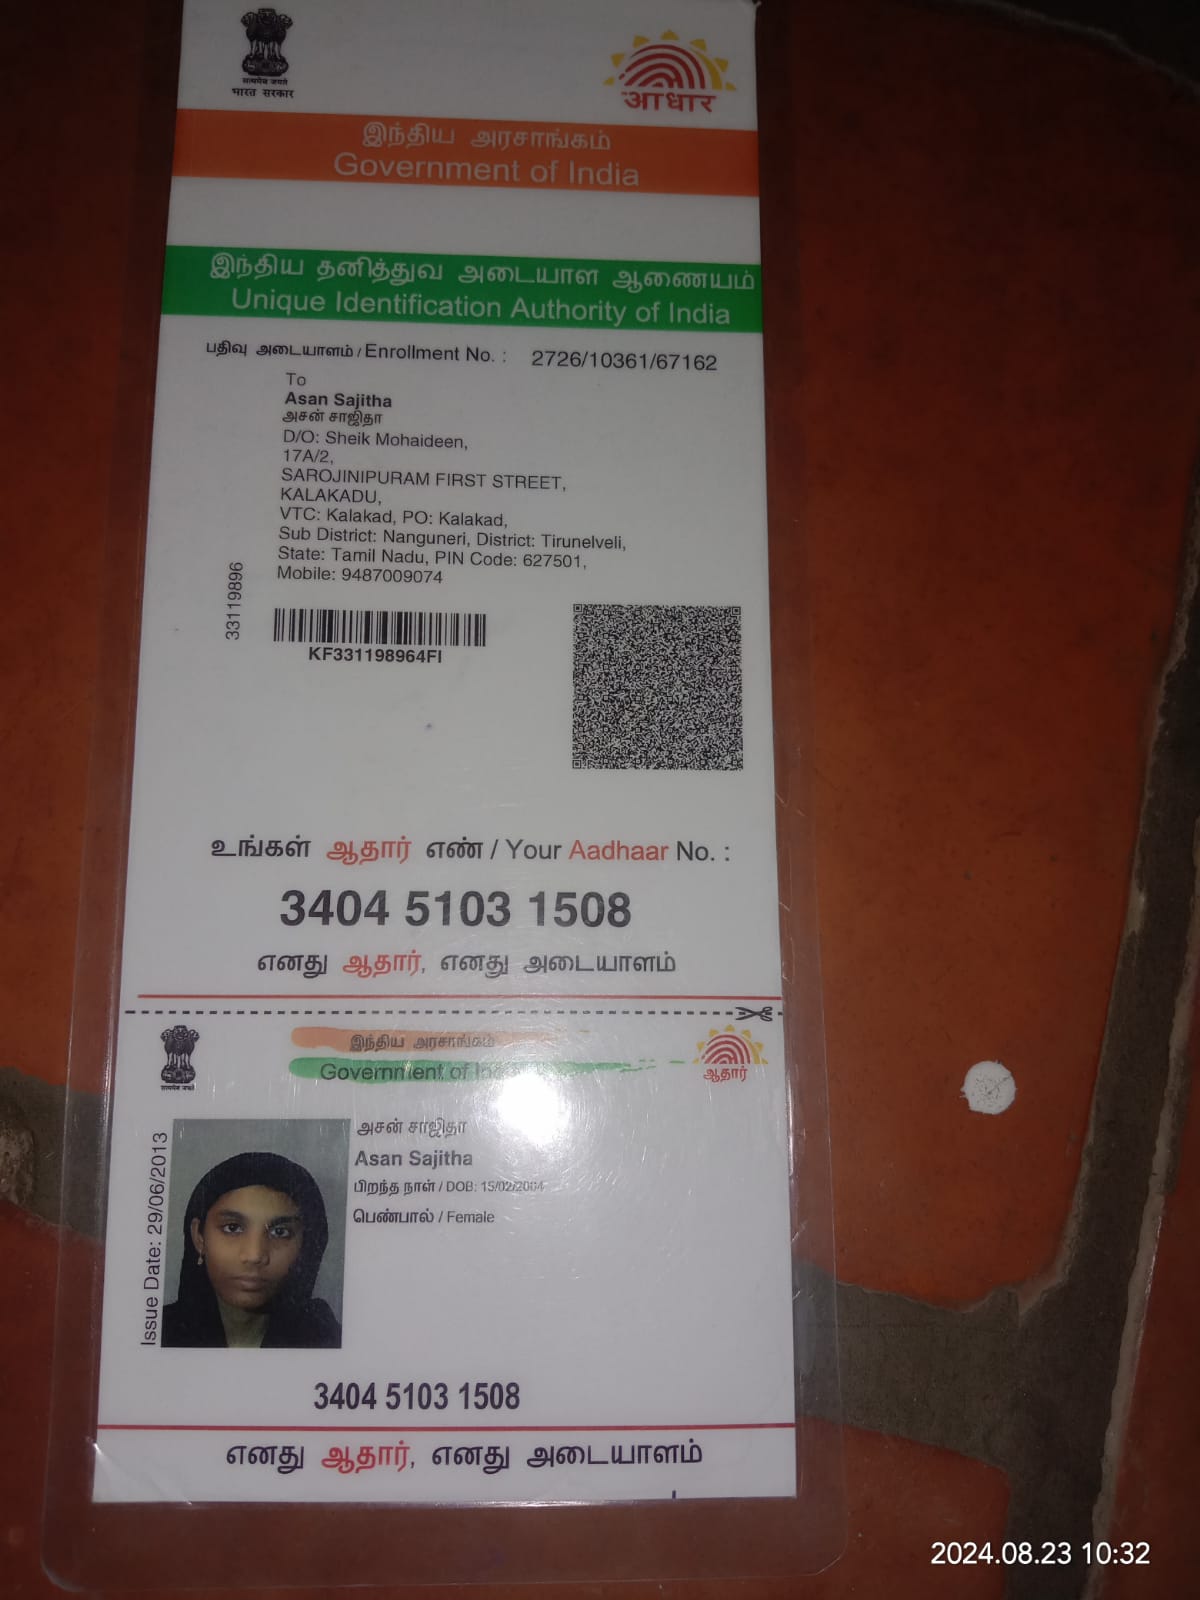 सत्यमेव जयते
भारत सरकार
आधार
இந்திய அரசாங்கம்
Government of India
இந்திய தனித்துவ அடையாள ஆணையம்
Unique Identification Authority of India
பதிவு அடையாளம் / Enrollment No. : 2726/10361/67162
To
Asan Sajitha
அசன் சாஜிதா
D/O: Sheik Mohaideen,
17A/2,
SAROJINIPURAM FIRST STREET,
KALAKADU,
VTC: Kalakad, PO: Kalakad,
Sub District: Nanguneri, District: Tirunelveli,
State: Tamil Nadu, PIN Code: 627501,
Mobile: 9487009074
33119896
KF331198964FI
உங்கள் ஆதார் எண் / Your Aadhaar No. :
3404 5103 1508
எனது ஆதார், எனது அடையாளம்
இந்திய அரசாங்கம்
Government of
ஆதார்
அசன் சாஜிதா
Asan Sajitha
பிறந்த நாள் / DOB: 15/02/2004
பெண்பால் / Female
Issue Date: 29/06/2013
3404 5103 1508
எனது ஆதார், எனது அடையாளம்
2024.08.23 10:32